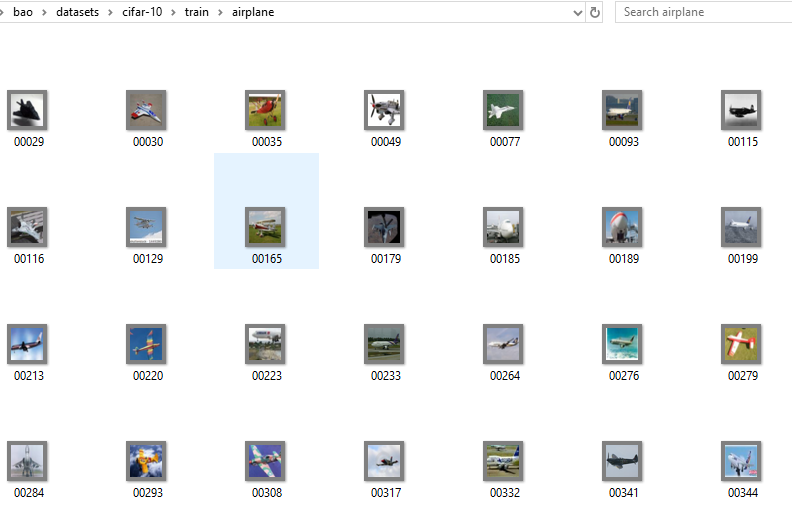 bao > datasets > cifar-10 > train > airplane
Search airplane
00029 00030 00035 00049 00077 00093 00115
00116 00129 00165 00179 00185 00189 00199
00213 00220 00223 00233 00264 00276 00279
00284 00293 00308 00317 00332 00341 00344